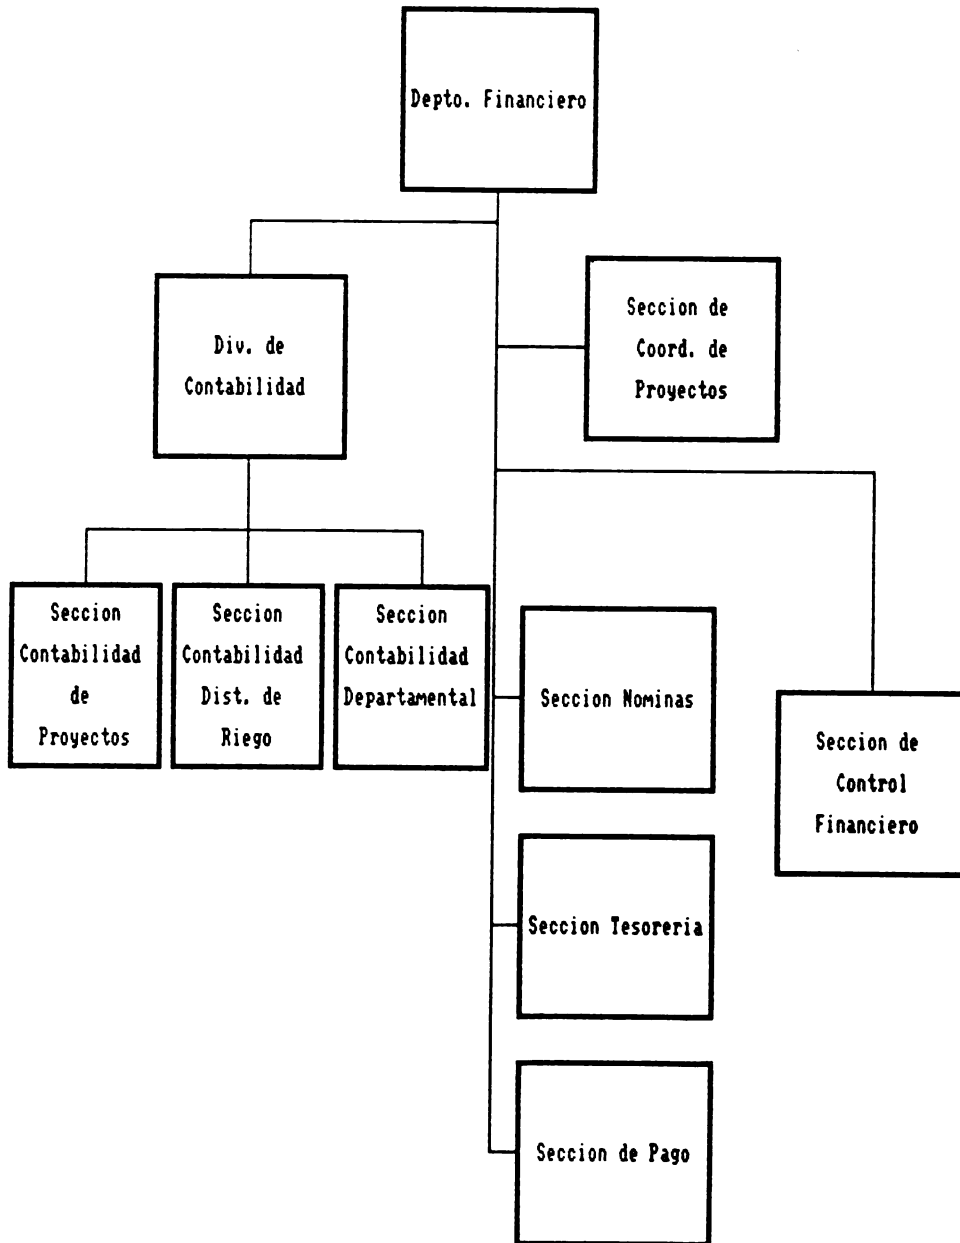 Depto. Financiero
Seccion de
Coord. de
Proyectos
Div. de
Contabilidad
Seccion
Contabilidad
de
Proyectos
Seccion
Contabilidad
Dist. de
Riego
Seccion
Contabilidad
Departamental
Seccion Nominas
Seccion de
Control
Financiero
Seccion Tesoreria
Seccion de Pago